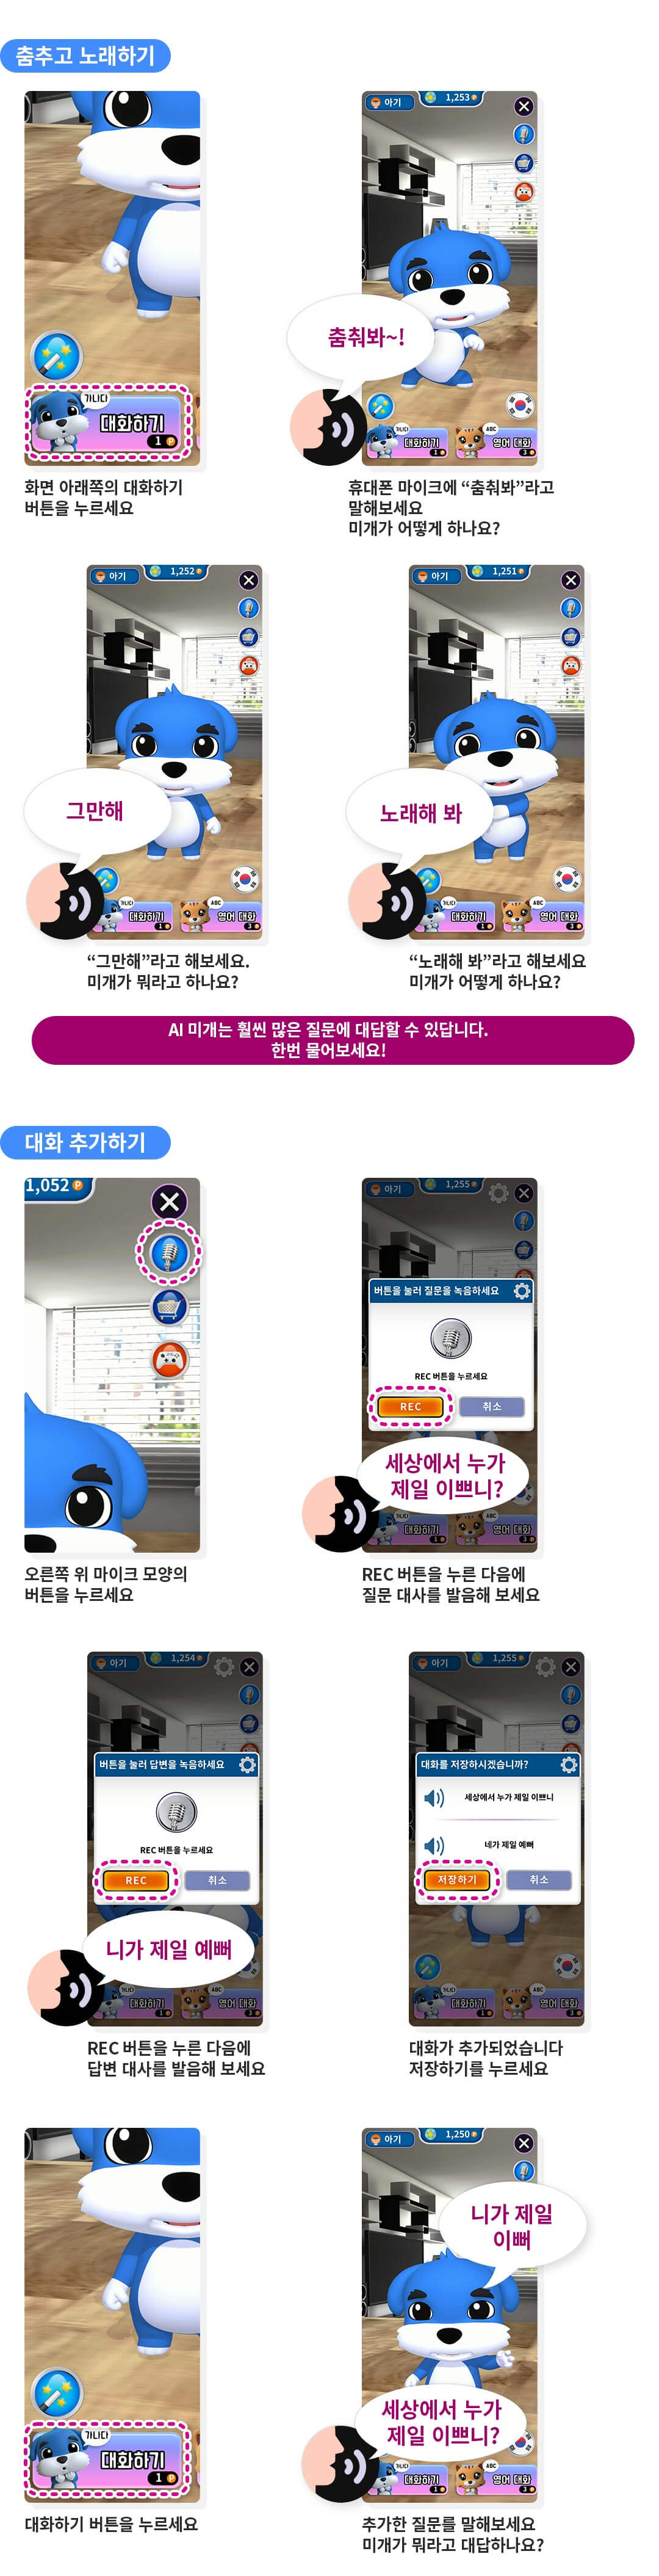 춤추고 노래하기
가나다
대화하기
1 P
화면 아래쪽의 대화하기
버튼을 누르세요
아기
1,253 P
춤춰봐~!
가나다
대화하기
1
ABC
영어 대화
3
휴대폰 마이크에 “춤춰봐”라고
말해보세요
미개가 어떻게 하나요?
아기
1,252 P
그만해
가나다
대화하기
1
ABC
영어 대화
3
“그만해”라고 해보세요.
미개가 뭐라고 하나요?
아기
1,251 P
노래해 봐
가나다
대화하기
1
ABC
영어 대화
3
“노래해 봐”라고 해보세요
미개가 어떻게 하나요?
AI 미개는 훨씬 많은 질문에 대답할 수 있답니다.
한번 물어보세요!
대화 추가하기
1,052 P
오른쪽 위 마이크 모양의
버튼을 누르세요
아기
1,255 P
버튼을 눌러 질문을 녹음하세요
REC 버튼을 누르세요
REC
취소
세상에서 누가
제일 이쁘니?
대화하기
1
ABC
영어 대화
3
REC 버튼을 누른 다음에
질문 대사를 발음해 보세요
아기
1,254 P
버튼을 눌러 답변을 녹음하세요
REC 버튼을 누르세요
REC
취소
니가 제일 예뻐
가나다
대화하기
1
ABC
영어 대화
3
REC 버튼을 누른 다음에
답변 대사를 발음해 보세요
아기
1,255 P
대화를 저장하시겠습니까?
세상에서 누가 제일 이쁘니
네가 제일 예뻐
저장하기
취소
가나다
대화하기
1
ABC
영어 대화
3
대화가 추가되었습니다
저장하기를 누르세요
가나다
대화하기
1 P
대화하기 버튼을 누르세요
아기
1,250 P
니가 제일
이뻐
세상에서 누가
제일 이쁘니?
가나다
대화하기
1
ABC
영어 대화
3
추가한 질문를 말해보세요
미개가 뭐라고 대답하나요?